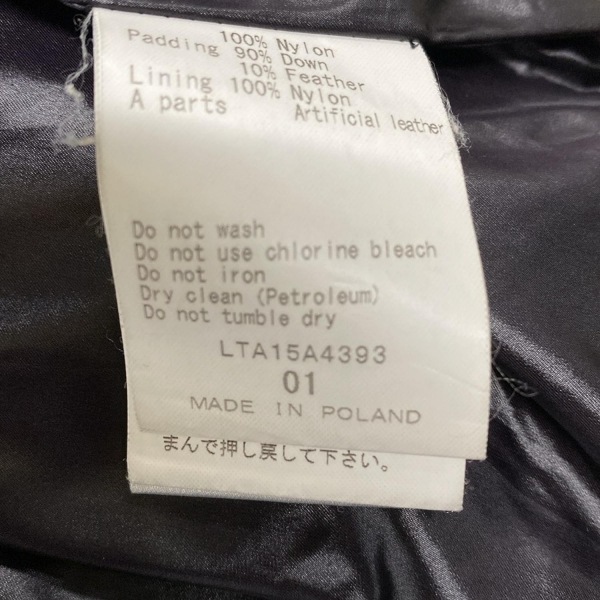 100% Nylon
Padding 90% Down
10% Feather
Lining 100% Nylon
A parts Artificial leather
Do not wash
Do not use chlorine bleach
Do not iron
Dry clean (Petroleum)
Do not tumble dry
LTA15A4393
01
MADE IN POLAND
まんで押し戻して下さい。